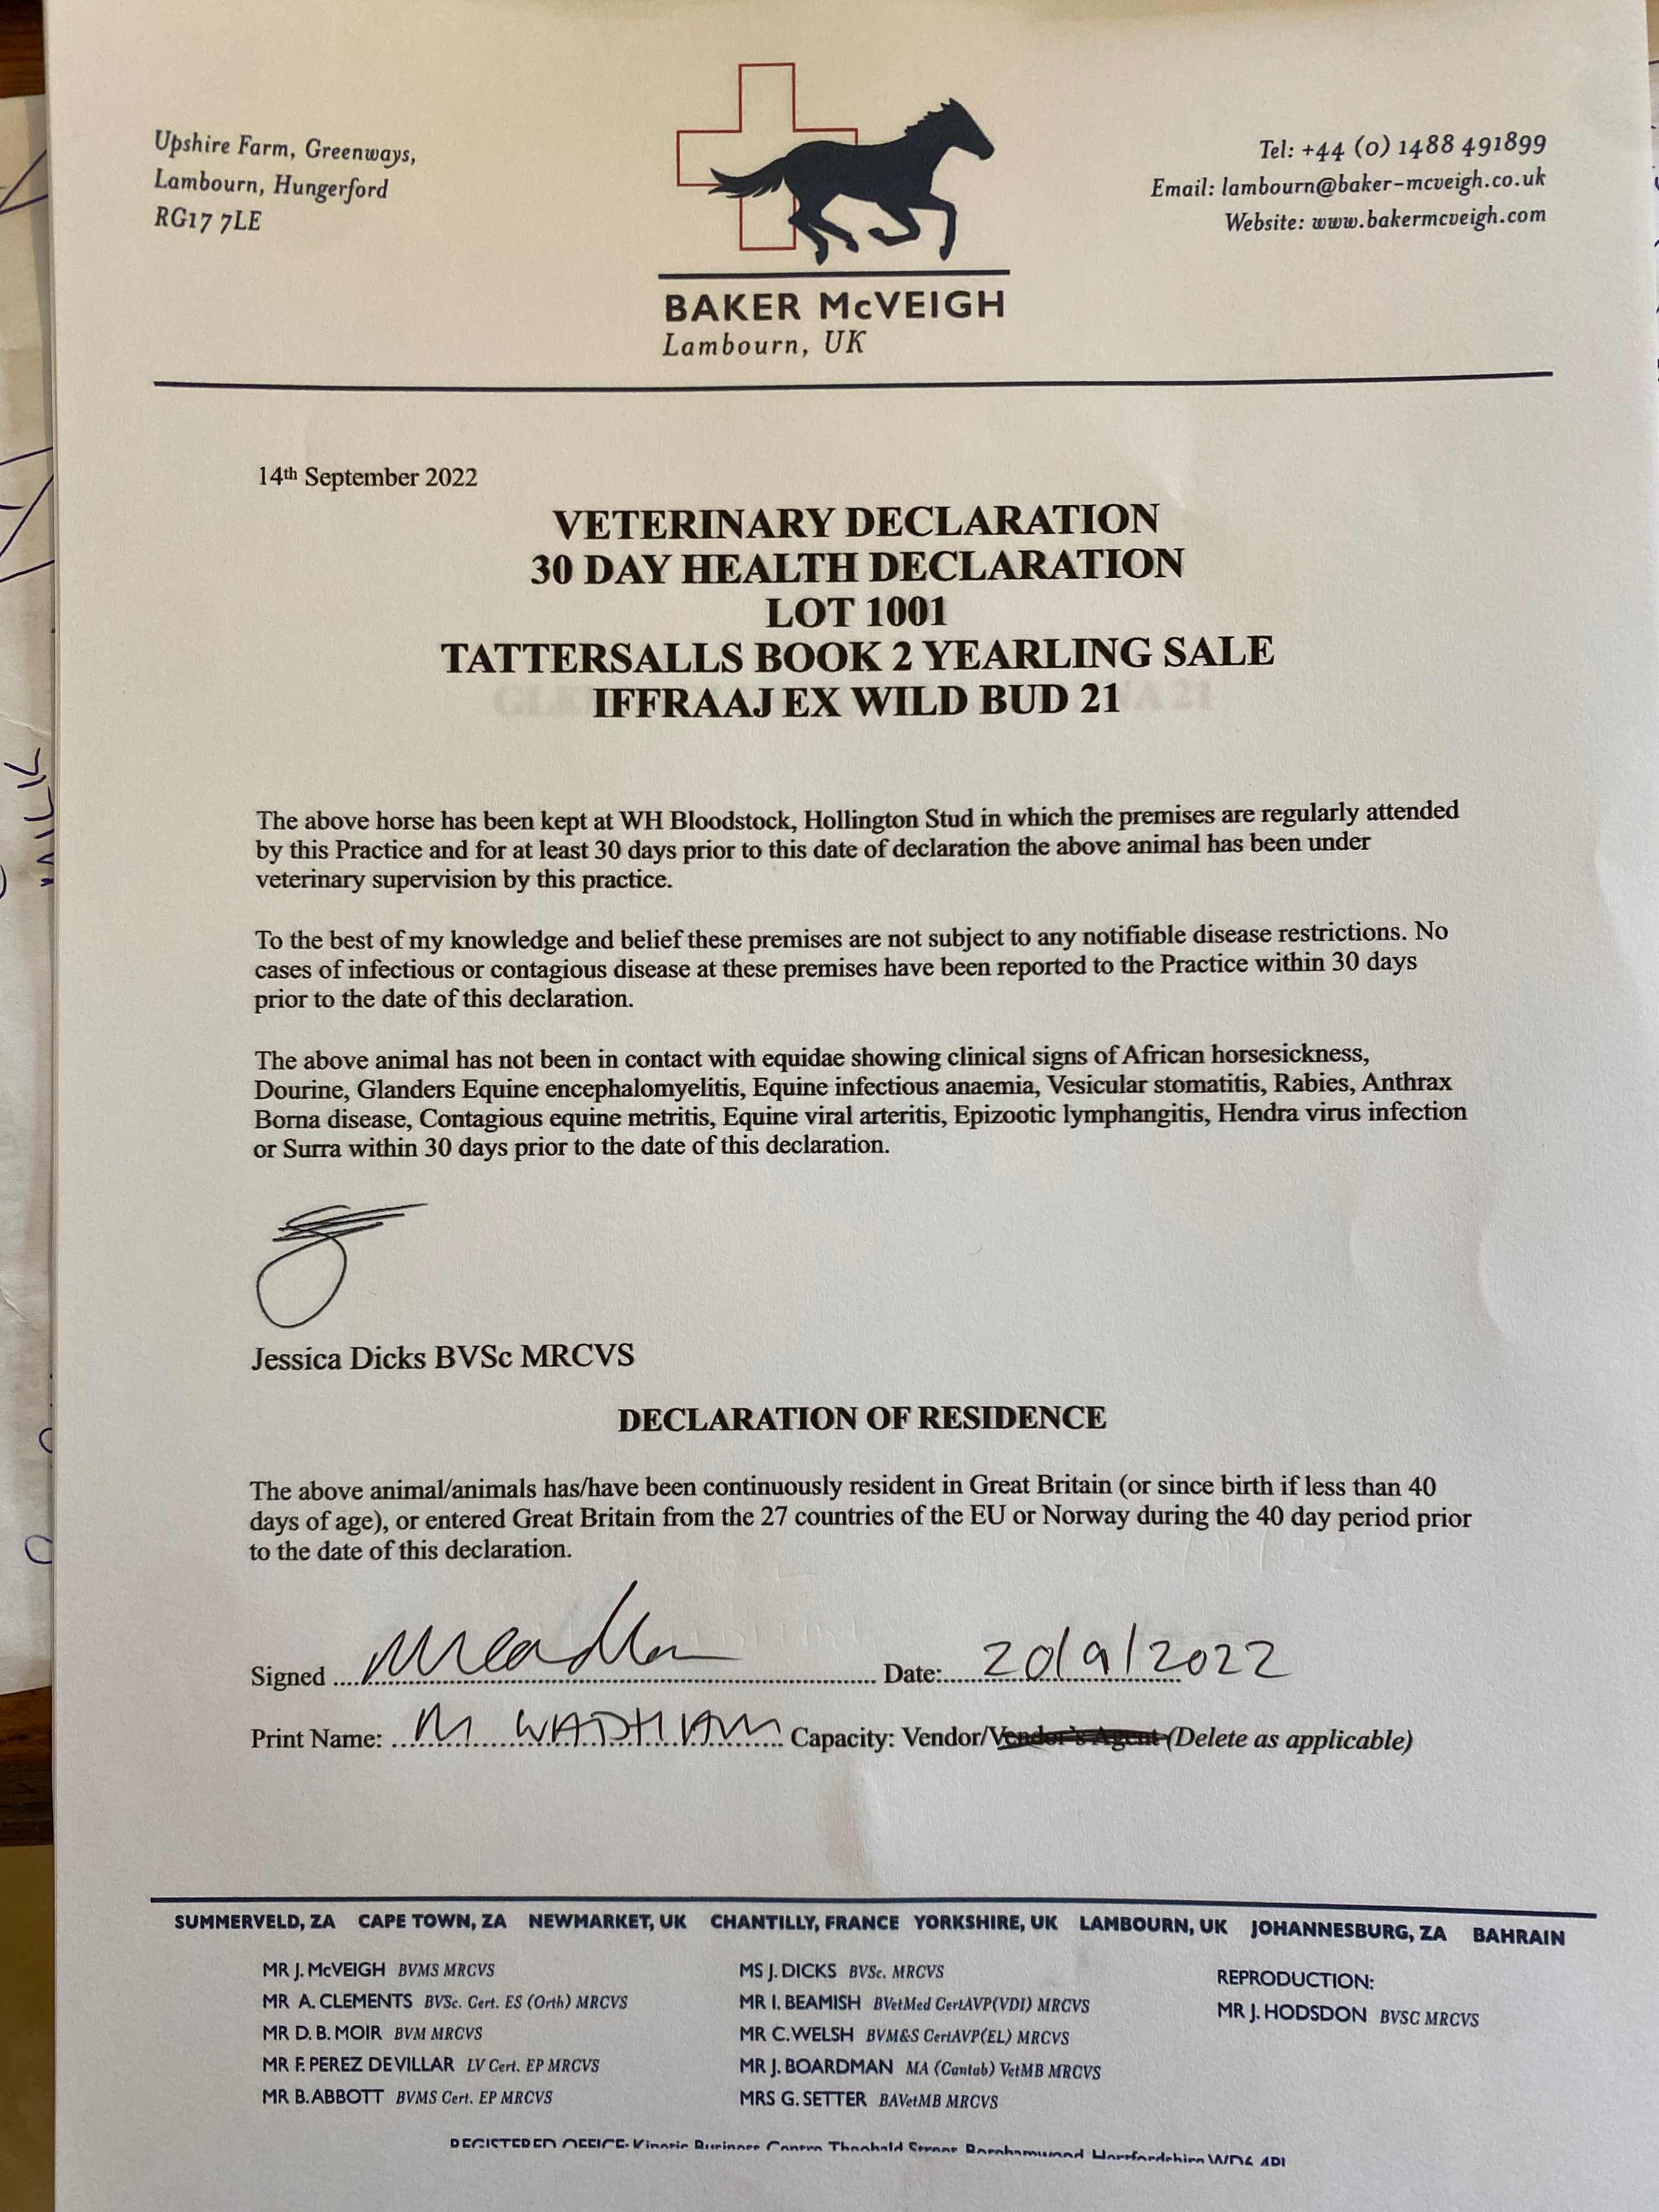 Upshire Farm, Greenways,
Lambourn, Hungerford
RG17 7LE
Tel: +44 (0) 1488 491899
Email: lambourn@baker-mcveigh.co.uk
Website: www.bakermcveigh.com
BAKER McVEIGH
Lambourn, UK
14th September 2022
VETERINARY DECLARATION
30 DAY HEALTH DECLARATION
LOT 1001
TATTERSALLS BOOK 2 YEARLING SALE
IFFRAAJ EX WILD BUD 21
The above horse has been kept at WH Bloodstock, Hollington Stud in which the premises are regularly attended
by this Practice and for at least 30 days prior to this date of declaration the above animal has been under
veterinary supervision by this practice.
To the best of my knowledge and belief these premises are not subject to any notifiable disease restrictions. No
cases of infectious or contagious disease at these premises have been reported to the Practice within 30 days
prior to the date of this declaration.
The above animal has not been in contact with equidae showing clinical signs of African horsesickness,
Dourine, Glanders Equine encephalomyelitis, Equine infectious anaemia, Vesicular stomatitis, Rabies, Anthrax
Borna disease, Contagious equine metritis, Equine viral arteritis, Epizootic lymphangitis, Hendra virus infection
or Surra within 30 days prior to the date of this declaration.
Jessica Dicks BVSc MRCVS
DECLARATION OF RESIDENCE
The above animal/animals has/have been continuously resident in Great Britain (or since birth if less than 40
days of age), or entered Great Britain from the 27 countries of the EU or Norway during the 40 day period prior
to the date of this declaration.
Signed Date: 20/9/2022
Print Name: M WADHAM Capacity: Vendor/Vendor's Agent (Delete as applicable)
SUMMERVELD, ZA CAPE TOWN, ZA NEWMARKET, UK CHANTILLY, FRANCE YORKSHIRE, UK LAMBOURN, UK JOHANNESBURG, ZA BAHRAIN
MR J. McVEIGH BVMS MRCVS
MR A. CLEMENTS BVSc. Cert. ES (Orth) MRCVS
MR D. B. MOIR BVM MRCVS
MR F. PEREZ DE VILLAR LV Cert. EP MRCVS
MR B. ABBOTT BVMS Cert. EP MRCVS
MS J. DICKS BVSc. MRCVS
MR I. BEAMISH BVetMed CertAVP(VDI) MRCVS
MR C. WELSH BVM&S CertAVP(EL) MRCVS
MR J. BOARDMAN MA (Cantab) VetMB MRCVS
MRS G. SETTER BAVetMB MRCVS
REPRODUCTION:
MR J. HODSDON BVSC MRCVS
REGISTERED OFFICE: Kinetic Business Centre Theobald Street Borehamwood Hertfordshire WD6
MILK